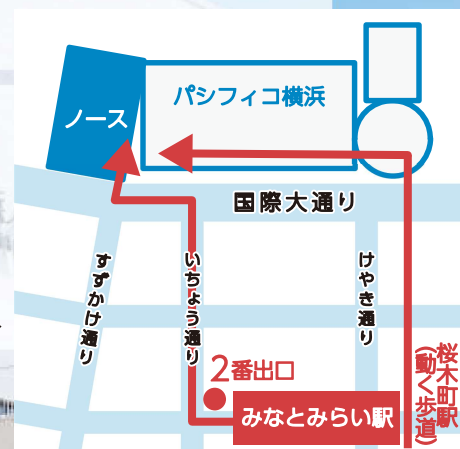 ノース
パシフィコ横浜
国際大通り
すずかけ通り
いちょう通り
けやき通り
2番出口
みなとみらい駅
桜木町駅
(動く歩道)